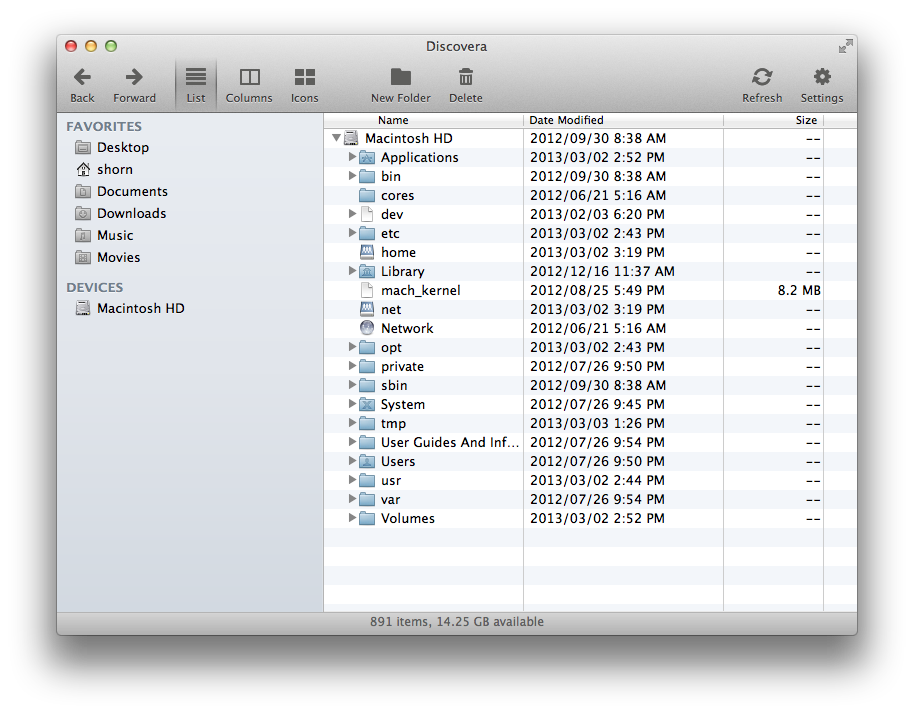 Discovera
Back Forward List Columns Icons New Folder Delete Refresh Settings
FAVORITES
Desktop
shorn
Documents
Downloads
Music
Movies
DEVICES
Macintosh HD
Name Date Modified Size
Macintosh HD 2012/09/30 8:38 AM --
Applications 2013/03/02 2:52 PM --
bin 2012/09/30 8:38 AM --
cores 2012/06/21 5:16 AM --
dev 2013/02/03 6:20 PM --
etc 2013/03/02 2:43 PM --
home 2013/03/02 3:19 PM --
Library 2012/12/16 11:37 AM --
mach_kernel 2012/08/25 5:49 PM 8.2 MB
net 2013/03/02 3:19 PM --
Network 2012/06/21 5:16 AM --
opt 2013/03/02 2:43 PM --
private 2012/07/26 9:50 PM --
sbin 2012/09/30 8:38 AM --
System 2012/07/26 9:45 PM --
tmp 2013/03/03 1:26 PM --
User Guides And Inf... 2012/07/26 9:54 PM --
Users 2012/07/26 9:50 PM --
usr 2013/03/02 2:44 PM --
var 2012/07/26 9:54 PM --
Volumes 2013/03/02 2:52 PM --
891 items, 14.25 GB available